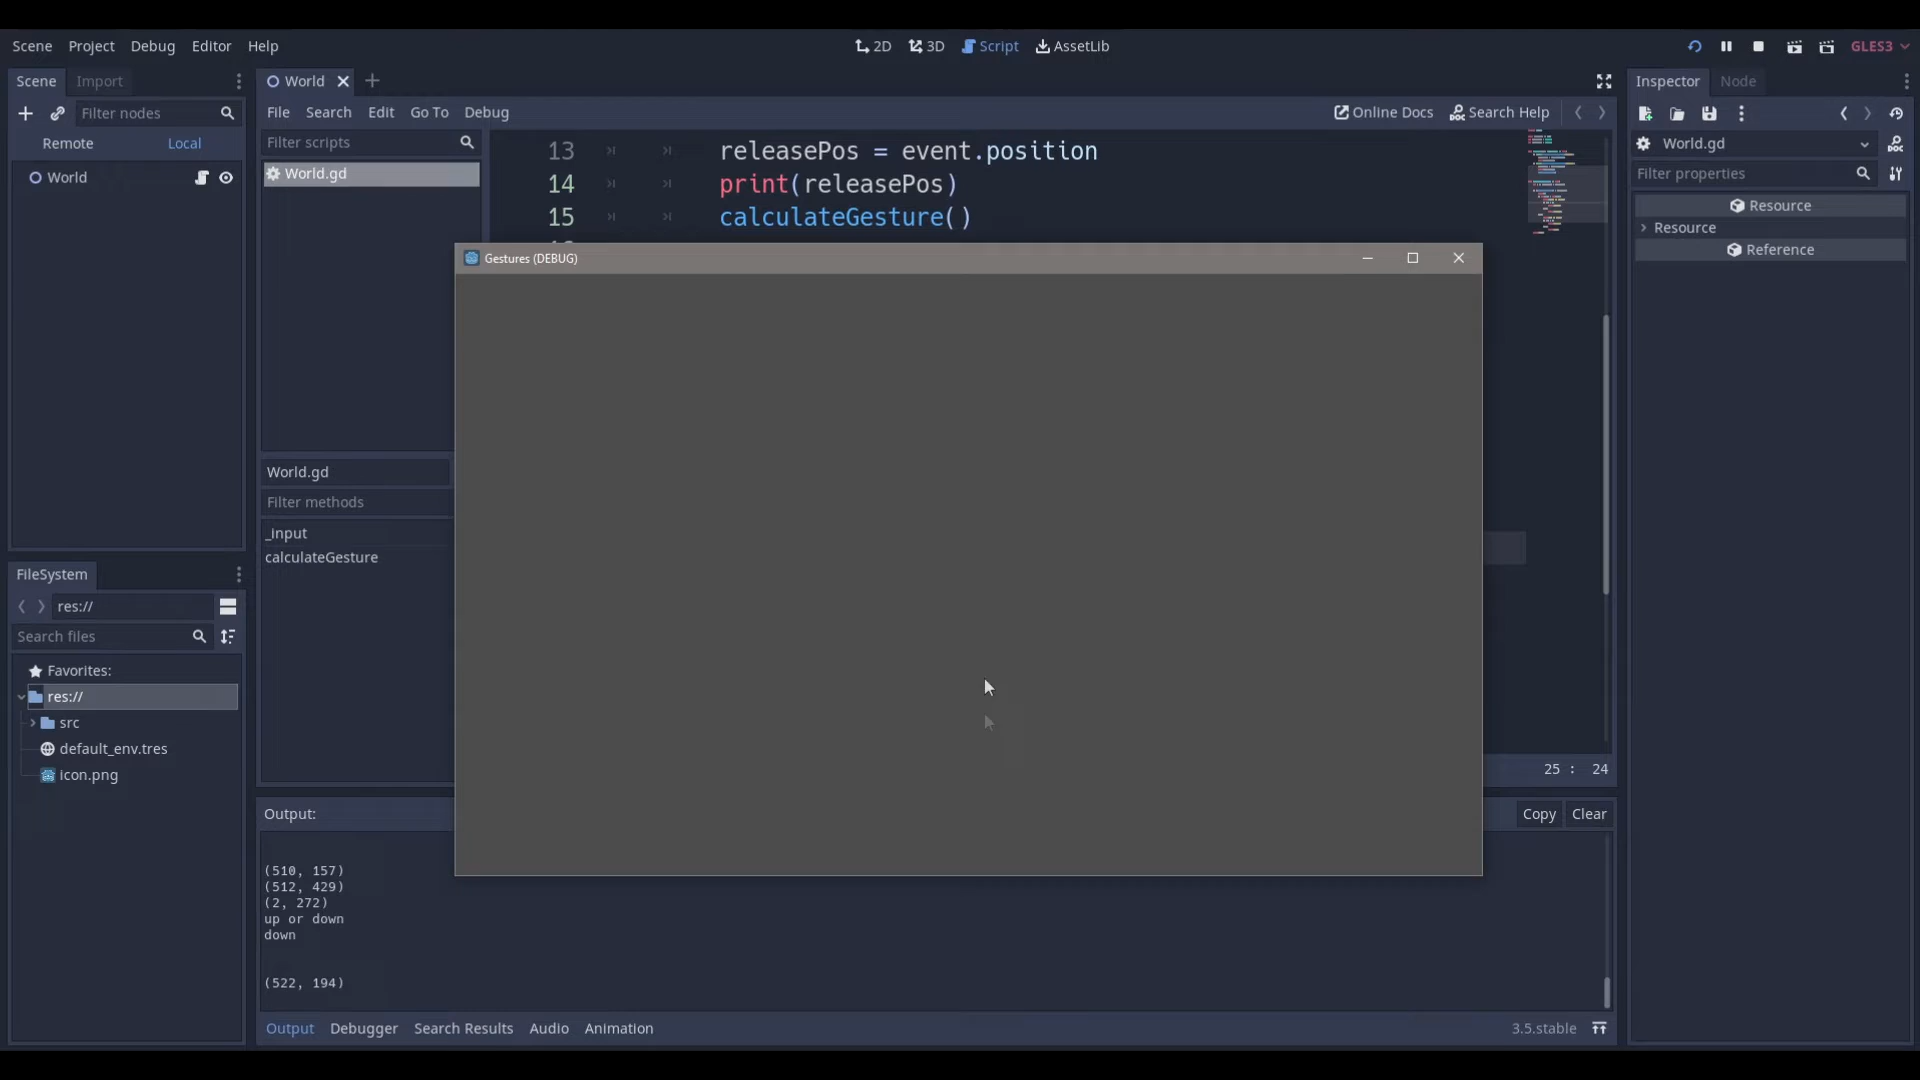 Scene Project Debug Editor Help 2D 3D Script AssetLib GLES3
Scene Import World Inspector Node
Filter nodes File Search Edit Go To Debug Online Docs Search Help
Remote Local Filter scripts World.gd
World World.gd Filter properties
13 releasePos = event.position
14 print(releasePos)
15 calculateGesture()
Resource
Resource
Reference
Gestures (DEBUG)
World.gd
Filter methods
_input
calculateGesture
FileSystem
res://
Search files
Favorites:
res://
src
default_env.tres
icon.png
25 : 24
Output: Copy Clear
(510, 157)
(512, 429)
(2, 272)
up or down
down
(522, 194)
Output Debugger Search Results Audio Animation 3.5.stable